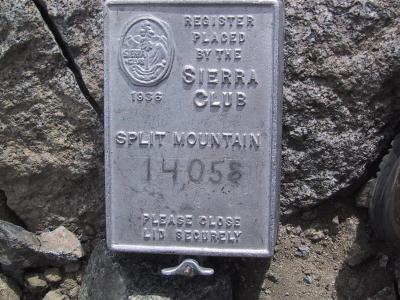 REGISTER
PLACED
BY THE
SIERRA
CLUB
1936
SPLIT MOUNTAIN
14058
PLEASE CLOSE
LID SECURELY